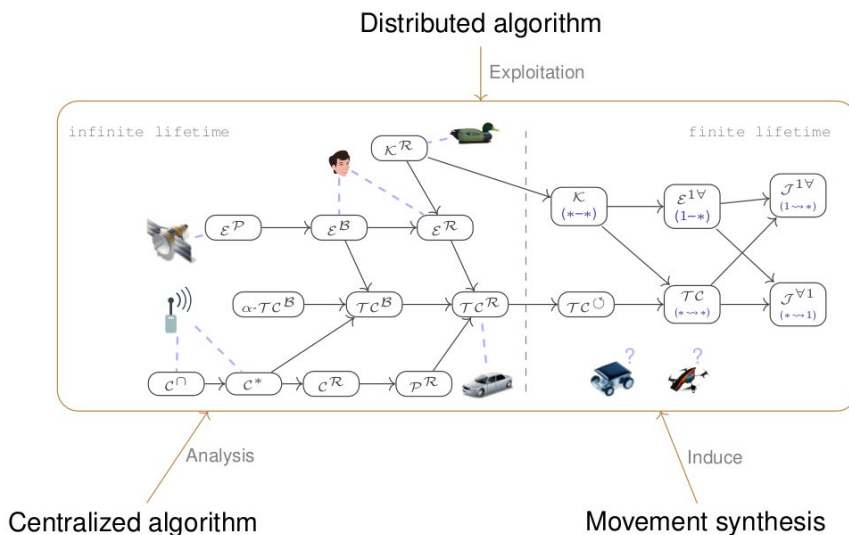 Distributed algorithm
Exploitation
infinite lifetime
finite lifetime
𝒦^ℛ
𝒦
(∗−∗)
ℰ^{1∀}
(1−∗)
𝒥^{1∀}
(1⇝∗)
ℰ^𝒫
ℰ^ℬ
ℰ^ℛ
α-𝒯𝒞^ℬ
𝒯𝒞^ℬ
𝒯𝒞^ℛ
𝒯𝒞^↺
𝒯𝒞
(∗⇝∗)
𝒥^{∀1}
(∗⇝1)
𝒞^∩
𝒞^∗
𝒞^ℛ
𝒫^ℛ
?
?
Analysis
Induce
Centralized algorithm
Movement synthesis